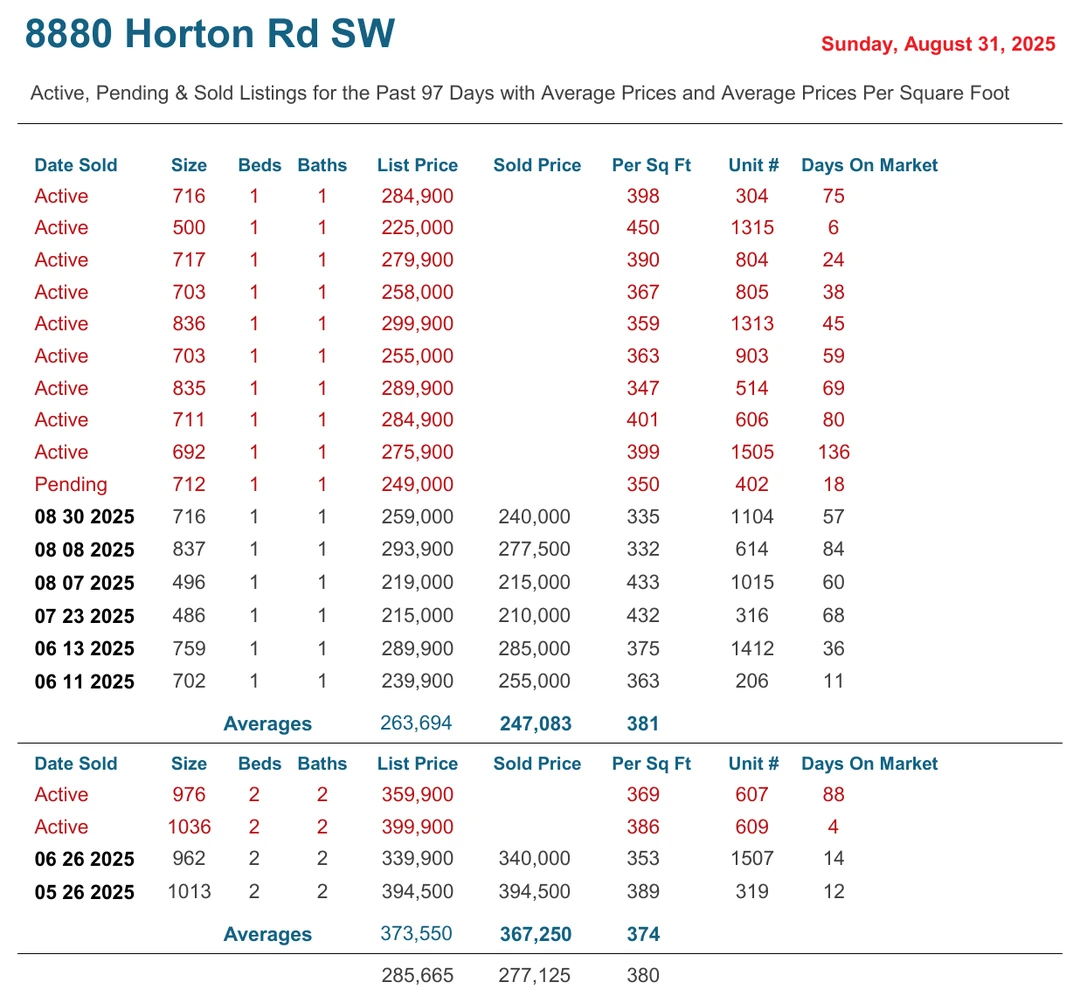 8880 Horton Rd SW
Sunday, August 31, 2025
Active, Pending & Sold Listings for the Past 97 Days with Average Prices and Average Prices Per Square Foot
Date Sold Size Beds Baths List Price Sold Price Per Sq Ft Unit # Days On Market
Active 716 1 1 284,900 398 304 75
Active 500 1 1 225,000 450 1315 6
Active 717 1 1 279,900 390 804 24
Active 703 1 1 258,000 367 805 38
Active 836 1 1 299,900 359 1313 45
Active 703 1 1 255,000 363 903 59
Active 835 1 1 289,900 347 514 69
Active 711 1 1 284,900 401 606 80
Active 692 1 1 275,900 399 1505 136
Pending 712 1 1 249,000 350 402 18
08 30 2025 716 1 1 259,000 240,000 335 1104 57
08 08 2025 837 1 1 293,900 277,500 332 614 84
08 07 2025 496 1 1 219,000 215,000 433 1015 60
07 23 2025 486 1 1 215,000 210,000 432 316 68
06 13 2025 759 1 1 289,900 285,000 375 1412 36
06 11 2025 702 1 1 239,900 255,000 363 206 11
Averages 263,694 247,083 381
Date Sold Size Beds Baths List Price Sold Price Per Sq Ft Unit # Days On Market
Active 976 2 2 359,900 369 607 88
Active 1036 2 2 399,900 386 609 4
06 26 2025 962 2 2 339,900 340,000 353 1507 14
05 26 2025 1013 2 2 394,500 394,500 389 319 12
Averages 373,550 367,250 374
285,665 277,125 380